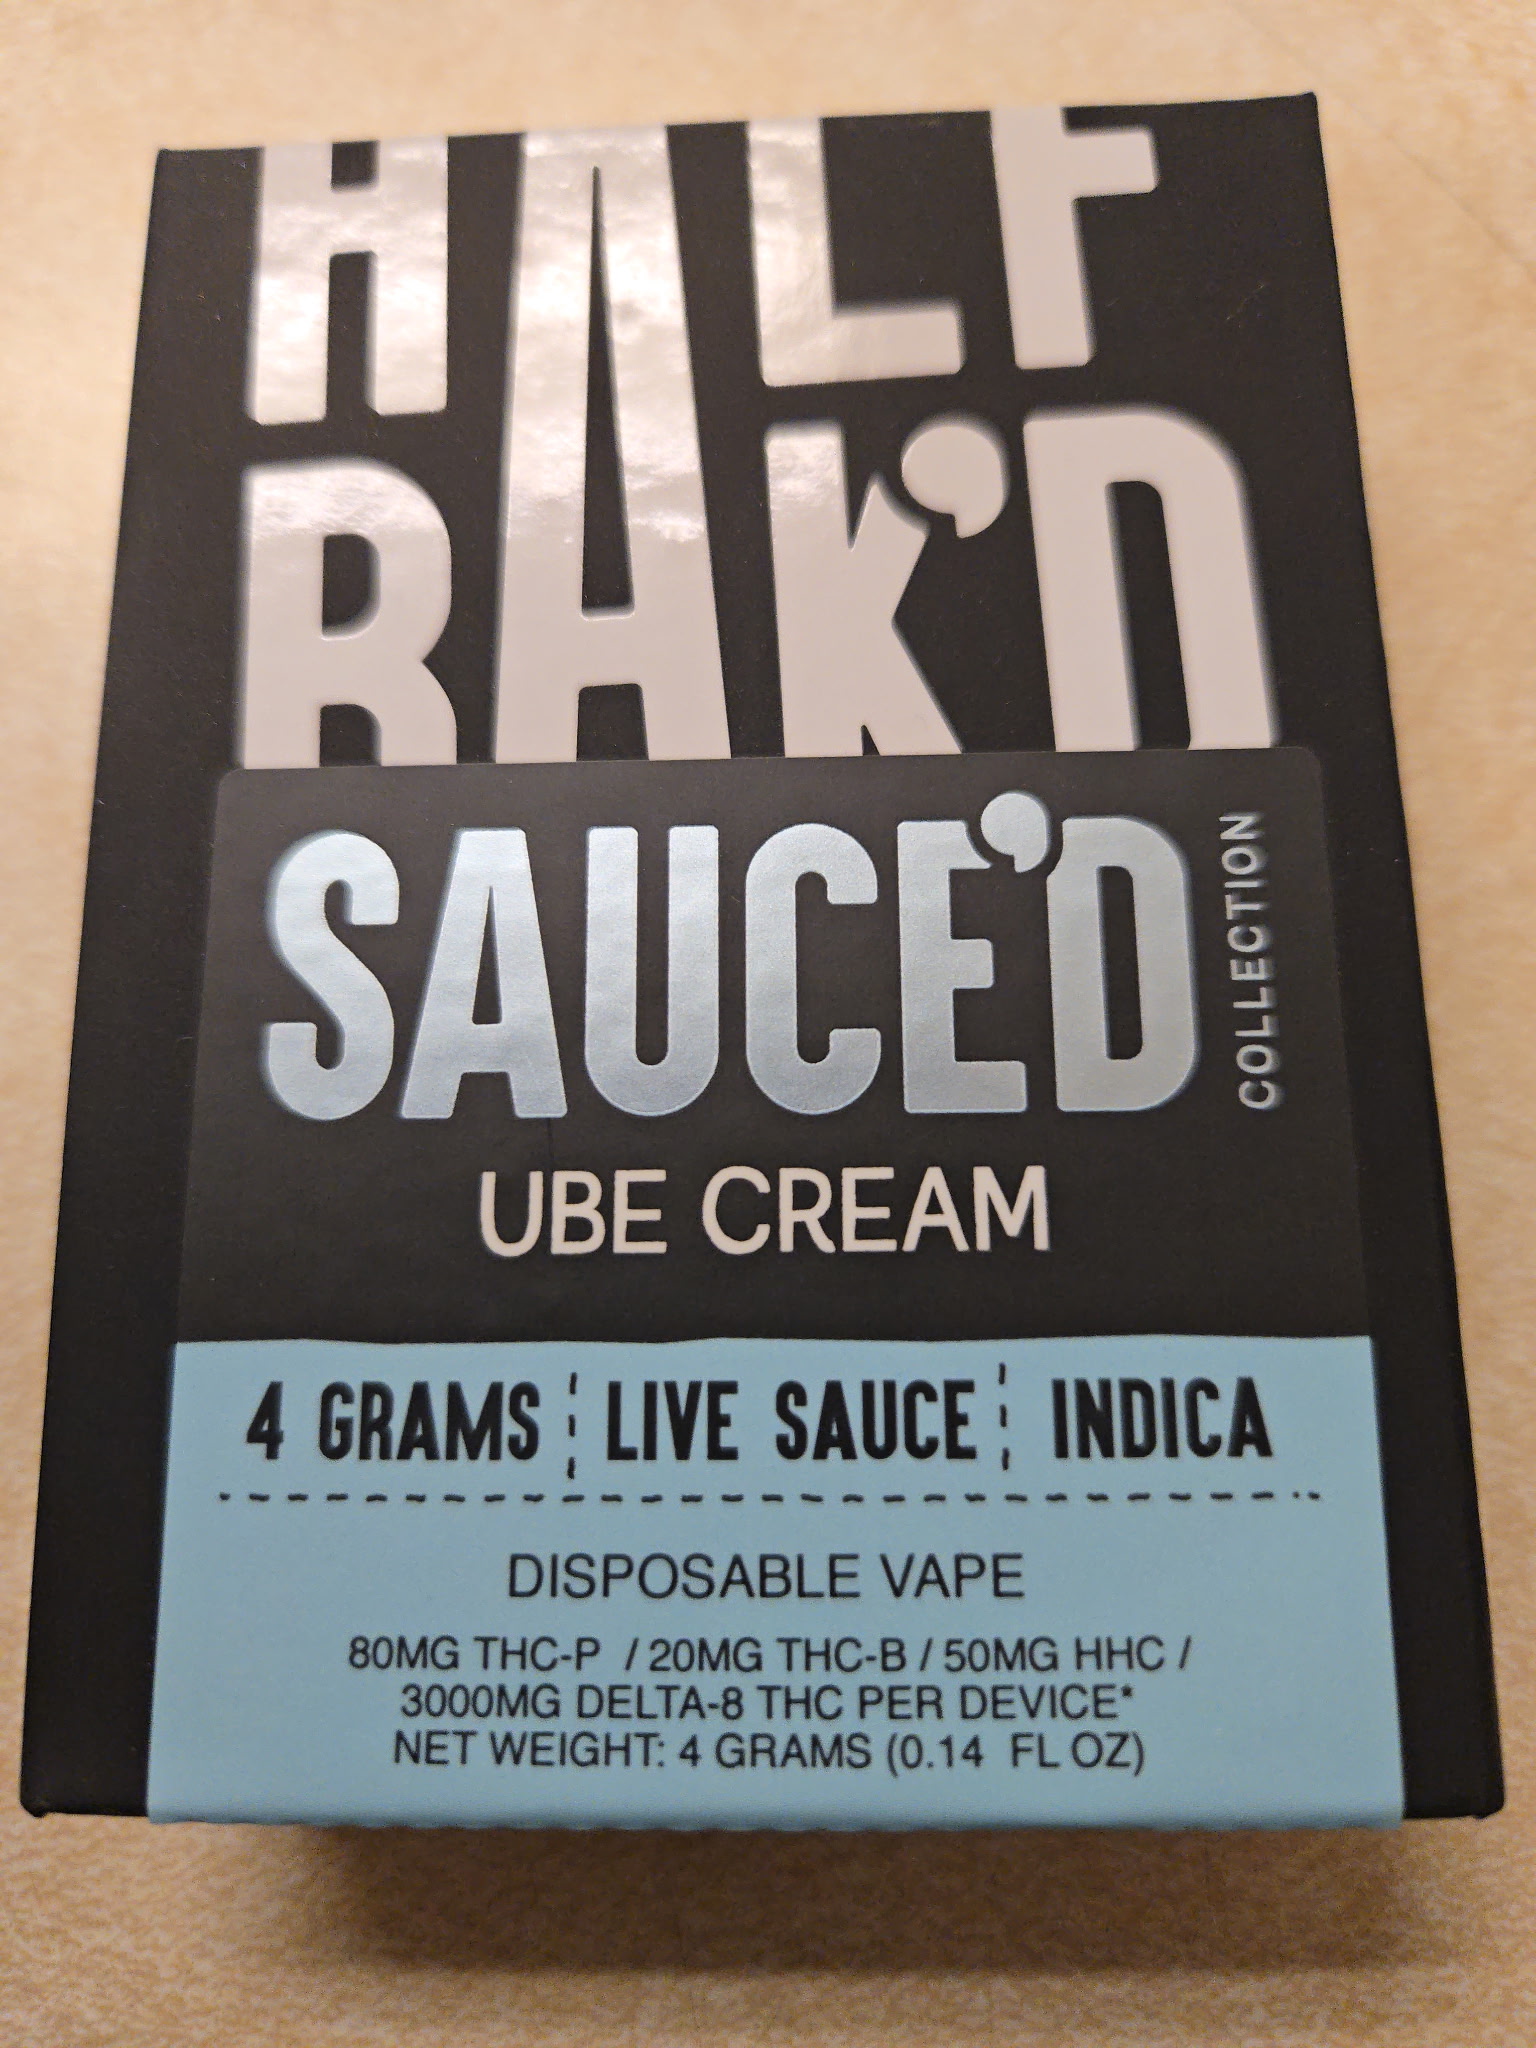 HALF
BAK'D
SAUCE'D
COLLECTION
UBE CREAM
4 GRAMS LIVE SAUCE INDICA
DISPOSABLE VAPE
80MG THC-P / 20MG THC-B / 50MG HHC /
3000MG DELTA-8 THC PER DEVICE*
NET WEIGHT: 4 GRAMS (0.14 FL OZ)